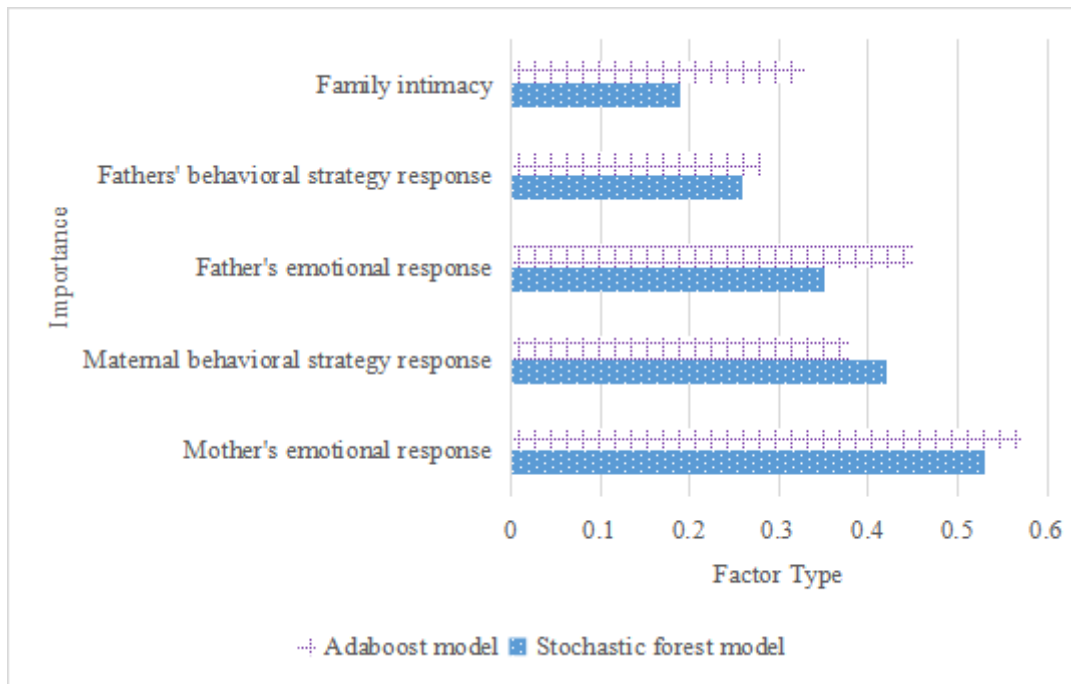 Family intimacy
Fathers' behavioral strategy response
Father's emotional response
Maternal behavioral strategy response
Mother's emotional response
Importance
0 0.1 0.2 0.3 0.4 0.5 0.6
Factor Type
Adaboost model Stochastic forest model